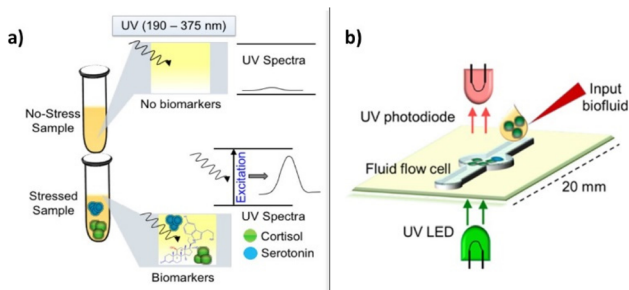 a)
UV (190 – 375 nm)
No-Stress
Sample
No biomarkers
UV Spectra
Stressed
Sample
Excitation
UV Spectra
Cortisol
Serotonin
Biomarkers
b)
UV photodiode
Input
biofluid
Fluid flow cell
20 mm
UV LED